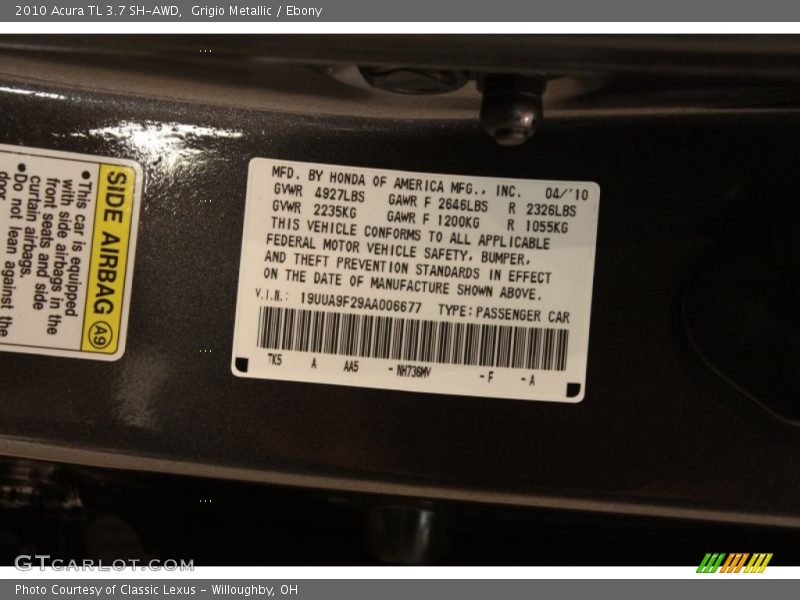 2010 Acura TL 3.7 SH-AWD, Grigio Metallic / Ebony
SIDE AIRBAG A9
•This car is equipped
with side airbags in the
front seats and side
curtain airbags.
•Do not lean against the
door
MFD. BY HONDA OF AMERICA MFG., INC. 04/'10
GVWR 4927LBS GAWR F 2646LBS R 2326LBS
GVWR 2235KG GAWR F 1200KG R 1055KG
THIS VEHICLE CONFORMS TO ALL APPLICABLE
FEDERAL MOTOR VEHICLE SAFETY, BUMPER,
AND THEFT PREVENTION STANDARDS IN EFFECT
ON THE DATE OF MANUFACTURE SHOWN ABOVE.
V.I.N.: 19UUA9F29AA006677 TYPE:PASSENGER CAR
TK5 A AA5 -NH736MV -F -A
GTCARLOT.COM
Photo Courtesy of Classic Lexus - Willoughby, OH